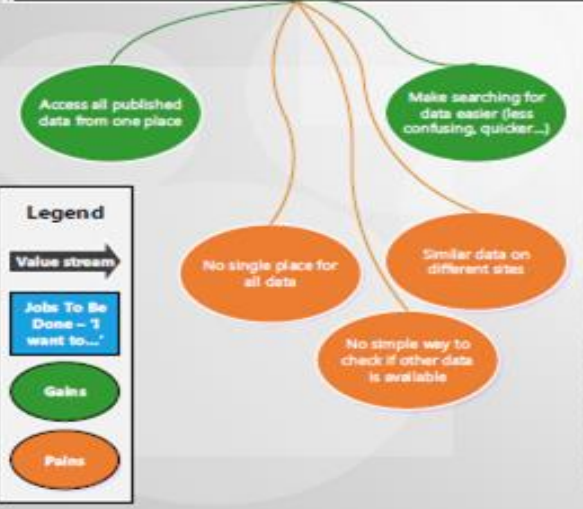 Access all published
data from one place
Make searching for
data easier (less
confusing, quicker...)
No single place for
all data
Similar data on
different sites
No simple way to
check if other data
is available
Legend
Value stream
Jobs To Be
Done – 'I
want to...'
Gains
Pains